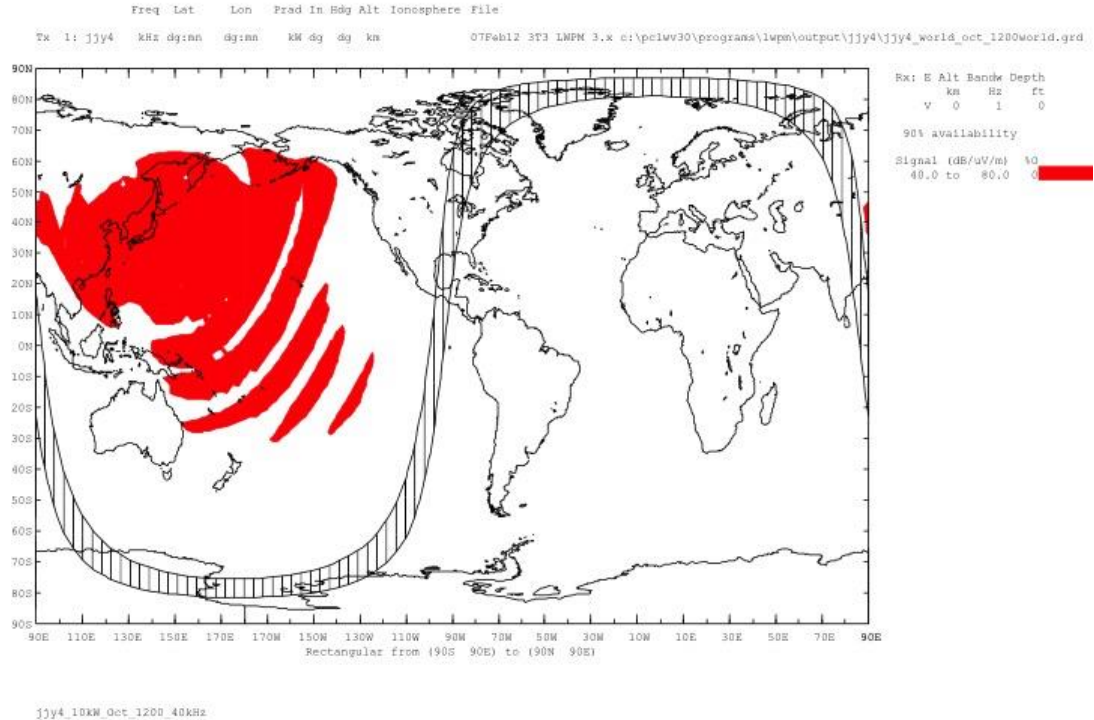 Freq Lat Lon Prad In Hdg Alt Ionosphere File
Tx 1: jjy4 kHz dg:mn dg:mn kW dg dg km 07Feb12 3T3 LWPM 3.x c:\pclwv30\programs\lwpm\output\jjy4\jjy4_world_oct_1200world.grd
Rx: E Alt Bandw Depth
km Hz ft
V 0 1 0
90% availability
Signal (dB/uV/m) %O
40.0 to 80.0 0
90N
80N
70N
60N
50N
40N
30N
20N
10N
0N
10S
20S
30S
40S
50S
60S
70S
80S
90S
90E 110E 130E 150E 170E 170W 150W 130W 110W 90W 70W 50W 30W 10W 10E 30E 50E 70E 90E
Rectangular from (90S 90E) to (90N 90E)
jjy4_10kW_Oct_1200_40kHz